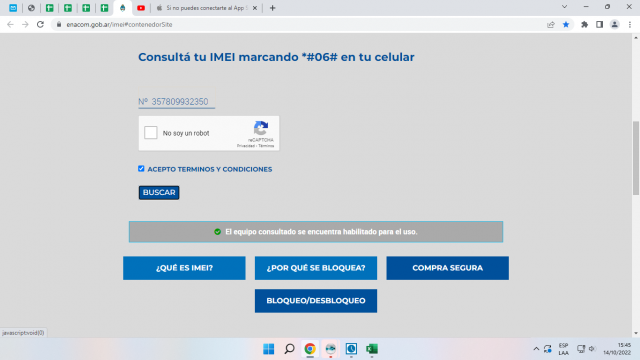 Si no puedes conectarte al App S
enacom.gob.ar/imei#contenedorSite
Consultá tu IMEI marcando *#06# en tu celular
Nº 357809932350
No soy un robot
reCAPTCHA
Privacidad - Términos
ACEPTO TERMINOS Y CONDICIONES
BUSCAR
El equipo consultado se encuentra habilitado para el uso.
¿QUÉ ES IMEI? ¿POR QUÉ SE BLOQUEA? COMPRA SEGURA
BLOQUEO/DESBLOQUEO
javascript:void(0)
ESP 15:45
LAA 14/10/2022